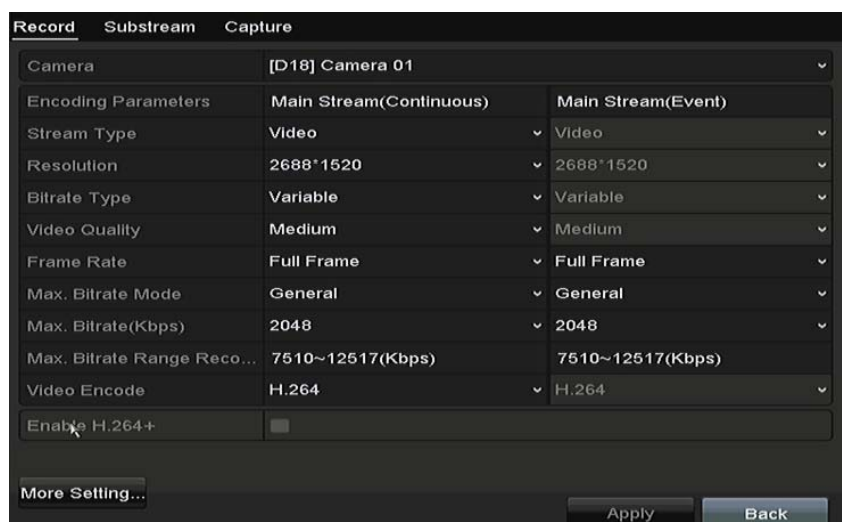 Record Substream Capture
Camera [D18] Camera 01
Encoding Parameters Main Stream(Continuous) Main Stream(Event)
Stream Type Video Video
Resolution 2688*1520 2688*1520
Bitrate Type Variable Variable
Video Quality Medium Medium
Frame Rate Full Frame Full Frame
Max. Bitrate Mode General General
Max. Bitrate(Kbps) 2048 2048
Max. Bitrate Range Reco... 7510~12517(Kbps) 7510~12517(Kbps)
Video Encode H.264 H.264
Enable H.264+
More Setting...
Apply Back